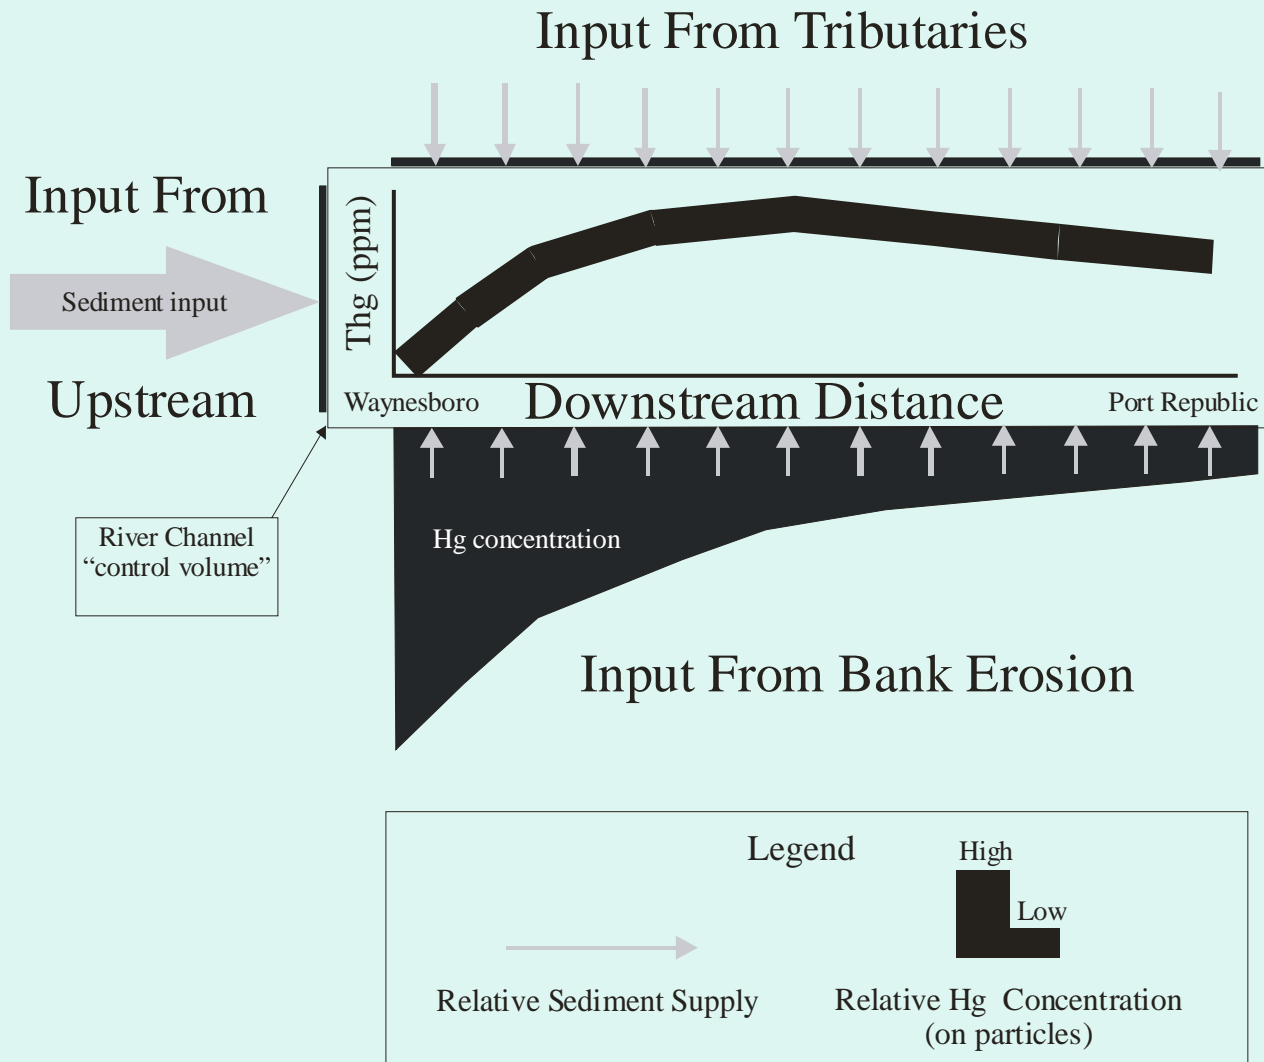 Input From Tributaries
Input From
Sediment input
Upstream
Thg (ppm)
Waynesboro
Downstream Distance
Port Republic
River Channel
“control volume”
Hg concentration
Input From Bank Erosion
Legend
High
Low
Relative Sediment Supply
Relative Hg Concentration
(on particles)